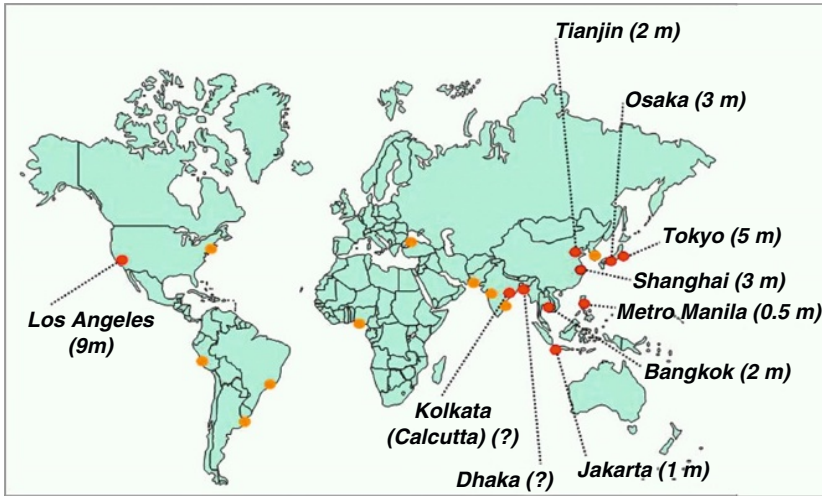 Tianjin (2 m)
Osaka (3 m)
Tokyo (5 m)
Shanghai (3 m)
Metro Manila (0.5 m)
Bangkok (2 m)
Los Angeles
(9m)
Kolkata
(Calcutta) (?)
Dhaka (?)
Jakarta (1 m)